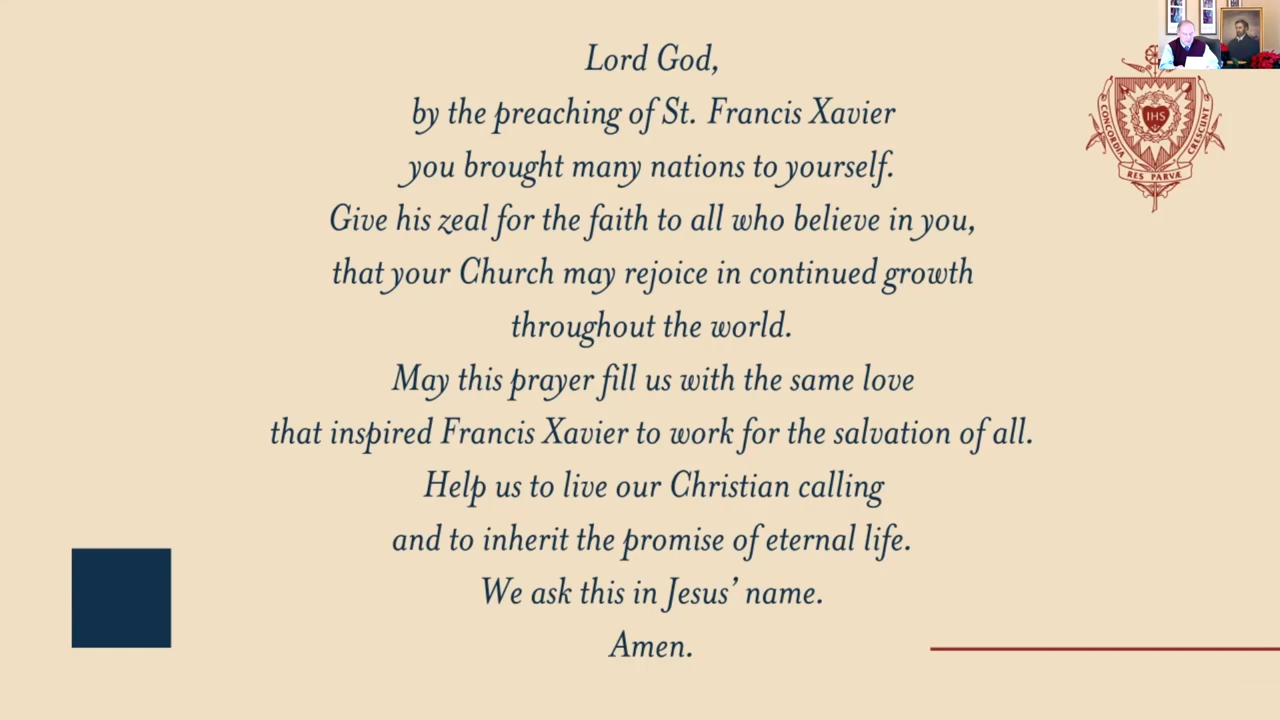 Lord God,
by the preaching of St. Francis Xavier
you brought many nations to yourself.
Give his zeal for the faith to all who believe in you,
that your Church may rejoice in continued growth
throughout the world.
May this prayer fill us with the same love
that inspired Francis Xavier to work for the salvation of all.
Help us to live our Christian calling
and to inherit the promise of eternal life.
We ask this in Jesus’ name.
Amen.
IHS
CONCORDIA
RES PARVÆ
CRESCUNT